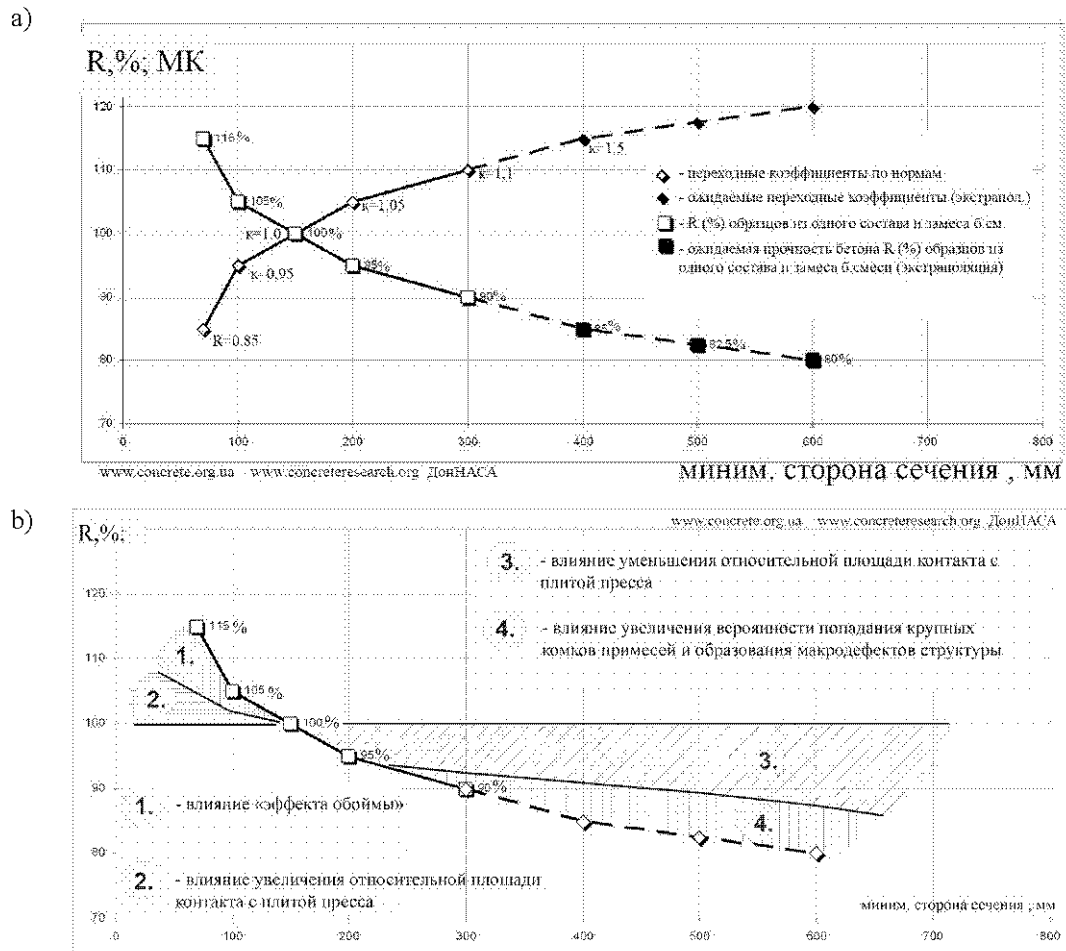 a)
R,%; МК
120
110
100
90
80
70
0
100
200
300
400
500
600
700
800
116%
105%
100%
85%
90%
85%
82,5%
80%
R=0.85
к=0,95
к=1,0
к=1,05
к=1,1
к=1,5
- переходные коэффициенты по нормам
- ожидаемые переходные коэффициенты (экстрапол.)
- R (%) образцов из одного состава и замеса б.см.
- ожидаемая прочность бетона R (%) образцов из
одного состава и замеса б.смеси (экстраполяция)
www.concrete.org.ua www.concreteresearch.org ДонНАСА
миним. сторона сечения , мм
b)
www.concrete.org.ua www.concreteresearch.org ДонНАСА
R,%;
3. - влияние уменьшения относительной площади контакта с
плитой пресса
4. - влияние увеличения вероянности попадания крупных
комков примесей и образования макродефектов структуры
120
110
100
90
80
70
115%
105%
100%
95%
90%
1.
2.
3.
4.
1. - влияние «эффекта обоймы»
2. - влияние увеличения относительной площади
контакта с плитой пресса
миним. сторона сечения , мм
0
100
200
300
400
500
600
700
800